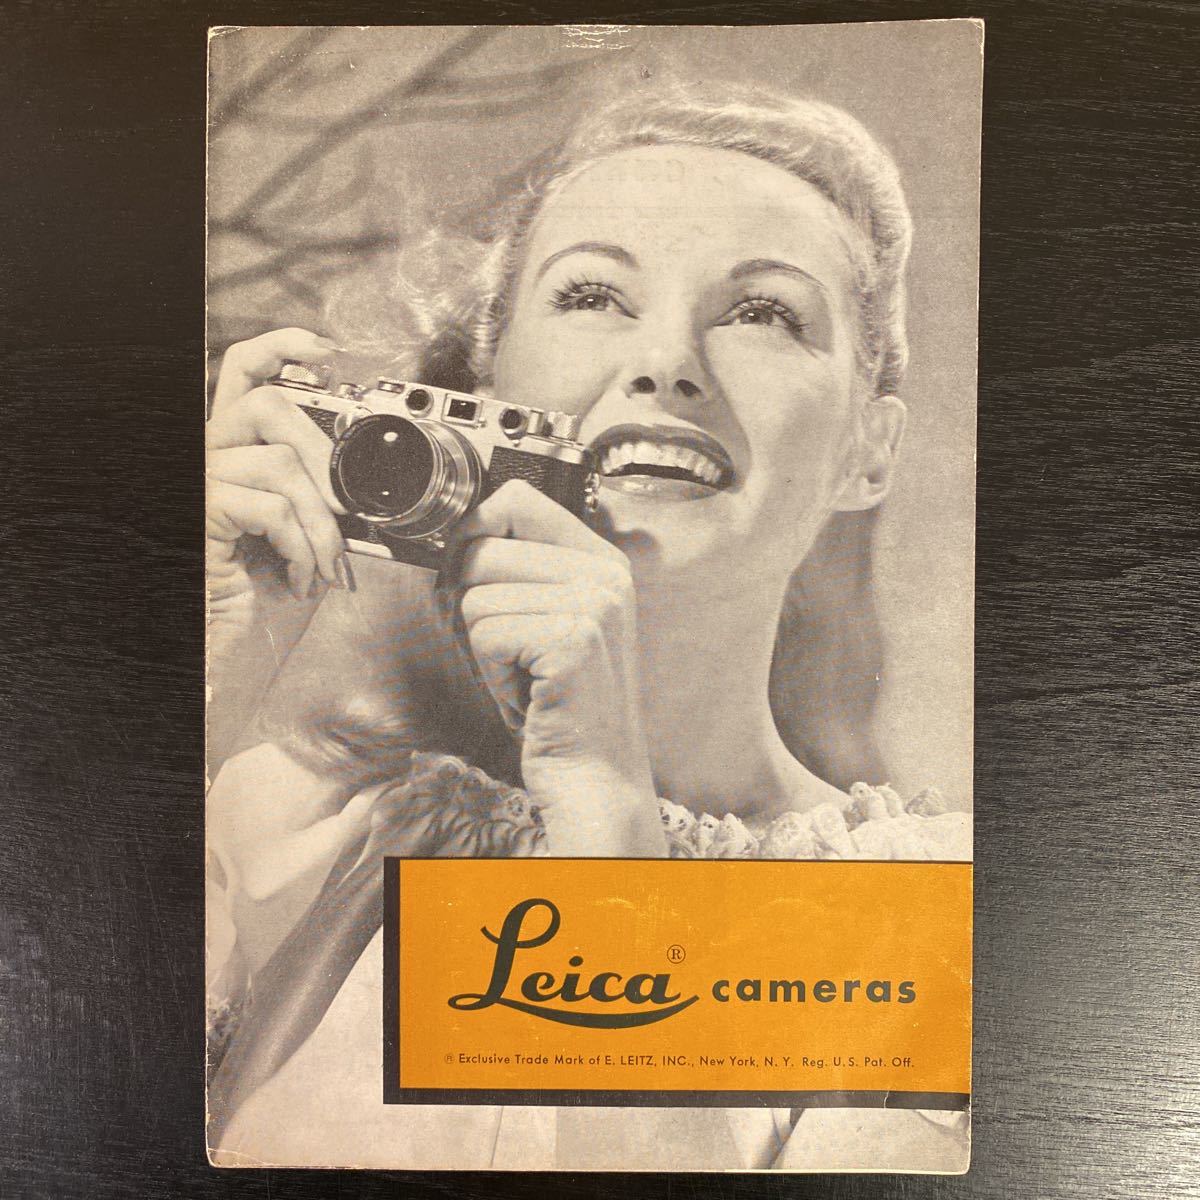 Leica® cameras
® Exclusive Trade Mark of E. LEITZ, INC., New York, N. Y. Reg. U.S. Pat. Off.